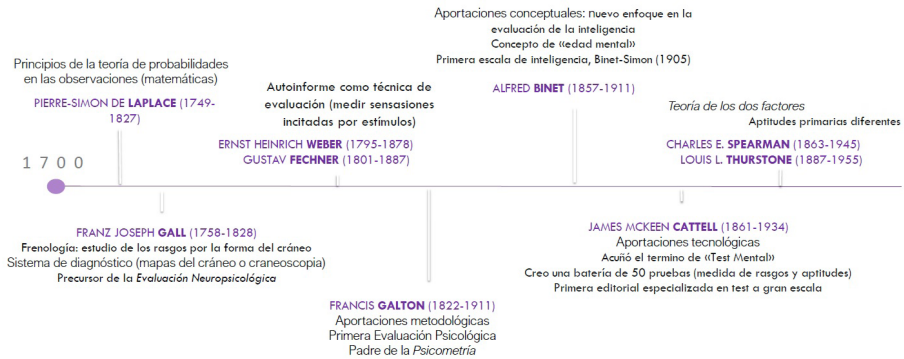 Aportaciones conceptuales: nuevo enfoque en la
evaluación de la inteligencia
Concepto de «edad mental»
Primera escala de inteligencia, Binet-Simon (1905)
ALFRED BINET (1857-1911)
Principios de la teoría de probabilidades
en las observaciones (matemáticas)
PIERRE-SIMON DE LAPLACE (1749-
1827)
Autoinforme como técnica de
evaluación (medir sensaciones
incitadas por estímulos)
ERNST HEINRICH WEBER (1795-1878)
GUSTAV FECHNER (1801-1887)
Teoría de los dos factores
Aptitudes primarias diferentes
CHARLES E. SPEARMAN (1863-1945)
LOUIS L. THURSTONE (1887-1955)
1700
FRANZ JOSEPH GALL (1758-1828)
Frenología: estudio de los rasgos por la forma del cráneo
Sistema de diagnóstico (mapas del cráneo o craneoscopia)
Precursor de la Evaluación Neuropsicológica
FRANCIS GALTON (1822-1911)
Aportaciones metodológicas
Primera Evaluación Psicológica
Padre de la Psicometría
JAMES MCKEEN CATTELL (1861-1934)
Aportaciones tecnológicas
Acuñó el termino de «Test Mental»
Creo una batería de 50 pruebas (medida de rasgos y aptitudes)
Primera editorial especializada en test a gran escala